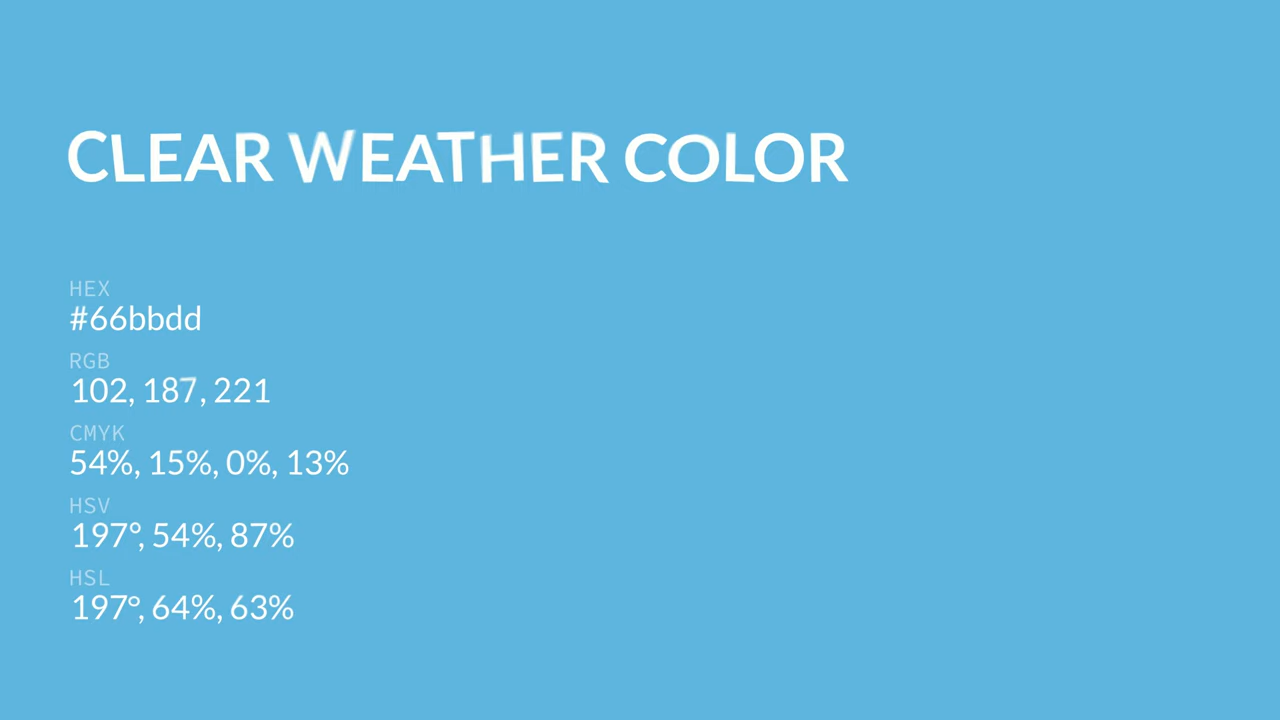 CLEAR WEATHER COLOR
HEX
#66bbdd
RGB
102, 187, 221
CMYK
54%, 15%, 0%, 13%
HSV
197°, 54%, 87%
HSL
197°, 64%, 63%